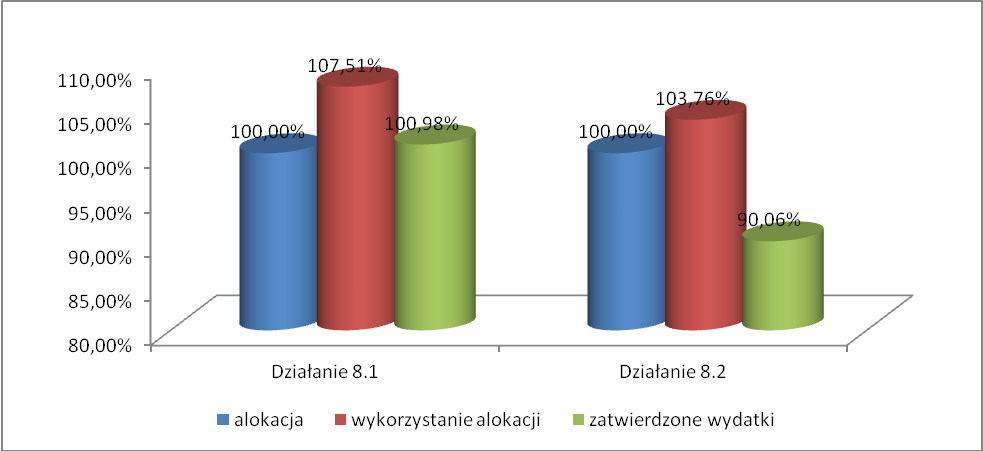 107,51%
110,00%
103,76%
105,00%
100,00%
100,98%
100,00%
100,00%
95,00%
90,06%
90,00%
85,00%
80,00%
Działanie 8.1
Działanie 8.2
alokacja
wykorzystanie alokacji
zatwierdzone wydatki